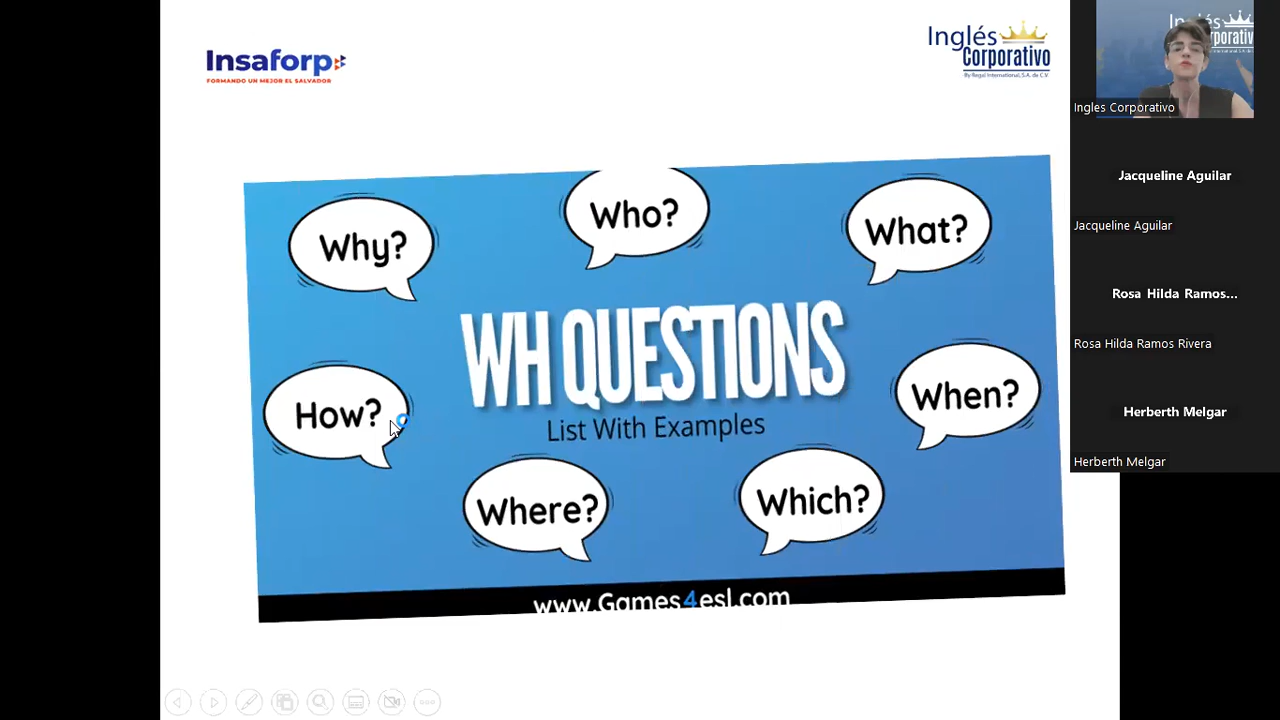 Insaforp
FORMANDO UN MEJOR EL SALVADOR
Inglés
Corporativo
By Regal International, S.A. de C.V
Why?
Who?
What?
WH QUESTIONS
List With Examples
How?
When?
Where?
Which?
www.Games4esl.com
Ingles Corporativo
Jacqueline Aguilar
Jacqueline Aguilar
Rosa Hilda Ramos...
Rosa Hilda Ramos Rivera
Herberth Melgar
Herberth Melgar